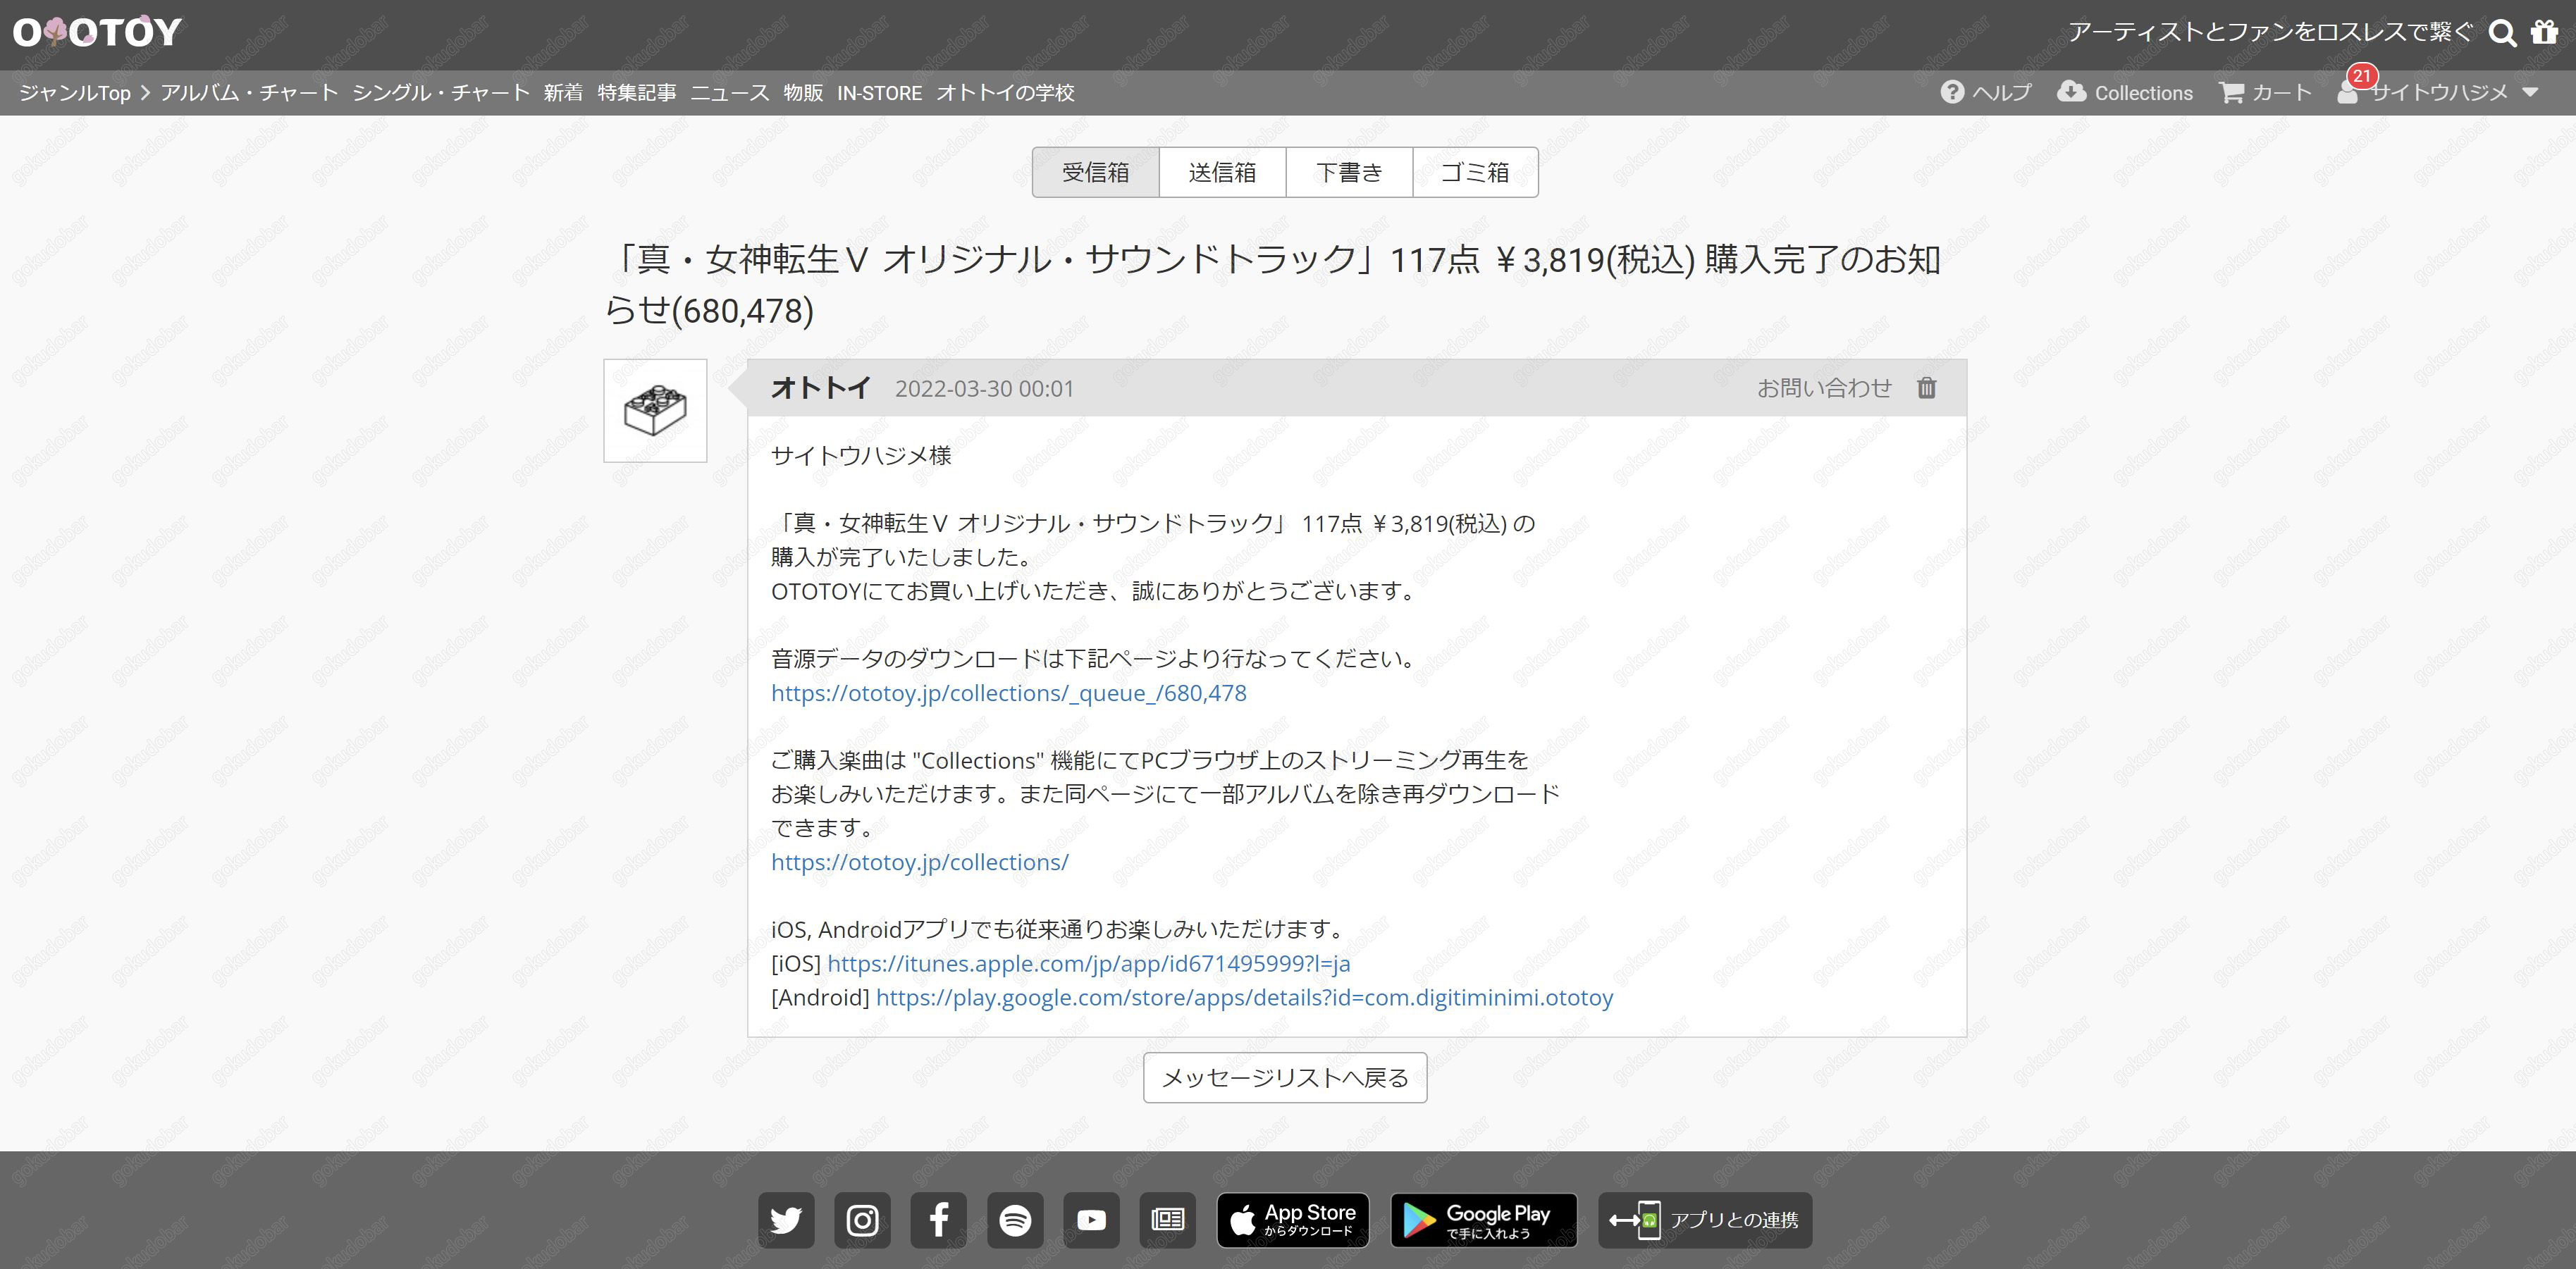 OTOTOY
アーティストとファンをロスレスで繋ぐ
ジャンルTop アルバム・チャート シングル・チャート 新着 特集記事 ニュース 物販 IN-STORE オトトイの学校
ヘルプ Collections カート 21 サイトウハジメ
受信箱 送信箱 下書き ゴミ箱
「真・女神転生Ⅴ オリジナル・サウンドトラック」117点 ￥3,819(税込) 購入完了のお知
らせ(680,478)
オトトイ 2022-03-30 00:01 お問い合わせ
サイトウハジメ様
「真・女神転生Ⅴ オリジナル・サウンドトラック」 117点 ￥3,819(税込) の
購入が完了いたしました。
OTOTOYにてお買い上げいただき、誠にありがとうございます。
音源データのダウンロードは下記ページより行なってください。
https://ototoy.jp/collections/_queue_/680,478
ご購入楽曲は "Collections" 機能にてPCブラウザ上のストリーミング再生を
お楽しみいただけます。また同ページにて一部アルバムを除き再ダウンロード
できます。
https://ototoy.jp/collections/
iOS, Androidアプリでも従来通りお楽しみいただけます。
[iOS] https://itunes.apple.com/jp/app/id671495999?l=ja
[Android] https://play.google.com/store/apps/details?id=com.digitiminimi.ototoy
メッセージリストへ戻る
App Store
からダウンロード
Google Play
で手に入れよう
アプリとの連携
gokudobar